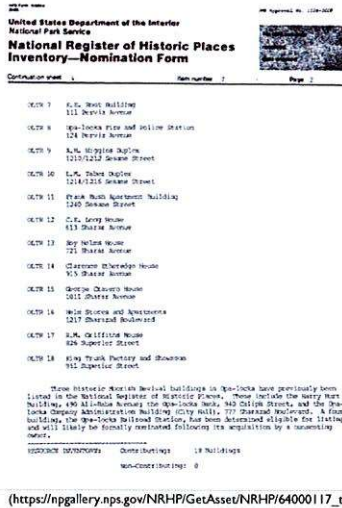 United States Department of the Interior
National Park Service
National Register of Historic Places
Inventory—Nomination Form
Continuation sheet Item number 7 Page 2
OLTR 7 Root Building
111 Perviz Avenue
OLTR 8 Opa-locka Fire and Police Station
124 Perviz Avenue
OLTR 9 Higgins Duplex
1210/1212 Sesame Street
OLTR 10 Taber Duplex
1214/1216 Sesame Street
OLTR 11 Frank Bush Apartment Building
1240 Sesame Street
OLTR 12 Long House
613 Sharar Avenue
OLTR 13 Helms House
721 Sharar Avenue
OLTR 14 Clarence Etheredge House
915 Sharar Avenue
OLTR 15 George Cravero House
1011 Sharar Avenue
OLTR 16 Helm Stores and Apartments
1217 Sharazad Boulevard
OLTR 17 Griffiths House
826 Superior Street
OLTR 18 King Trunk Factory and Showroom
951 Superior Street
Three historic Moorish Revival buildings in Opa-locka have previously been
listed in the National Register of Historic Places. These include the Harry Hurt
Building, 490 Ali-Baba Avenue; the Opa-locka Bank, 940 Caliph Street, and the Opa-
locka Company Administration Building (City Hall), 777 Sharazad Boulevard. A fourth
building, the Opa-locka Railroad Station, has been determined eligible for listing
and will likely be formally nominated following its acquisition by a consenting
owner.
RESOURCE INVENTORY: Contributing: 18 Buildings
Non-Contributing: 0
(https://npgallery.nps.gov/NRHP/GetAsset/NRHP/64000117_t